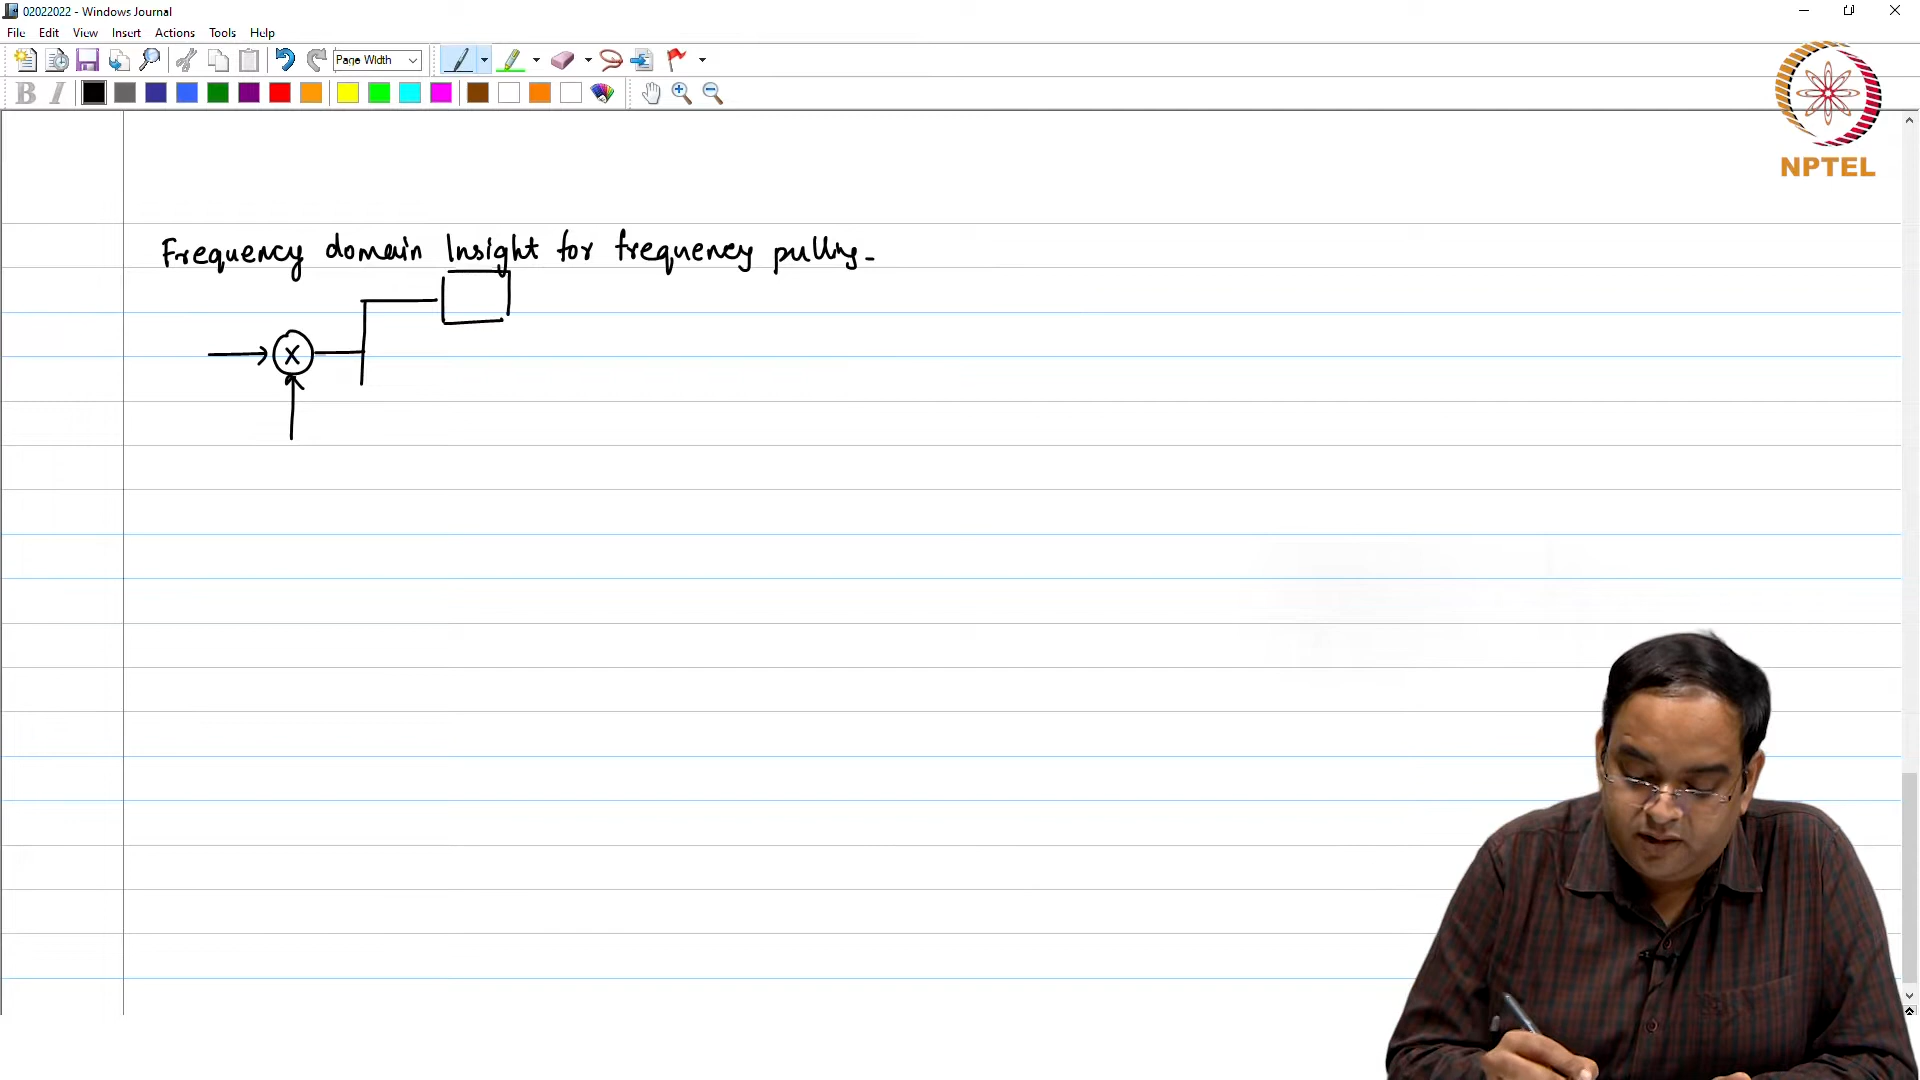 02022022 - Windows Journal
File Edit View Insert Actions Tools Help
Page Width
B I
NPTEL
Frequency domain Insight for frequency pulling-
X